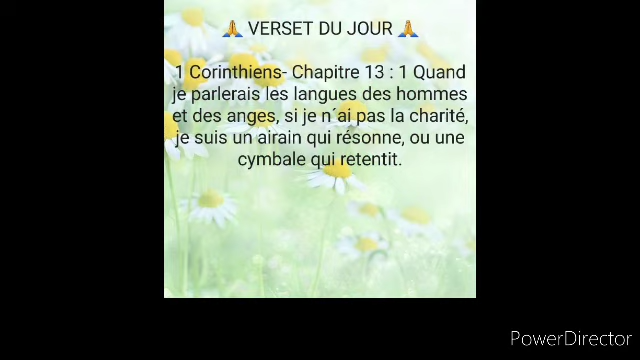 🙏 VERSET DU JOUR 🙏
1 Corinthiens- Chapitre 13 : 1 Quand
je parlerais les langues des hommes
et des anges, si je n´ai pas la charité,
je suis un airain qui résonne, ou une
cymbale qui retentit.
PowerDirector